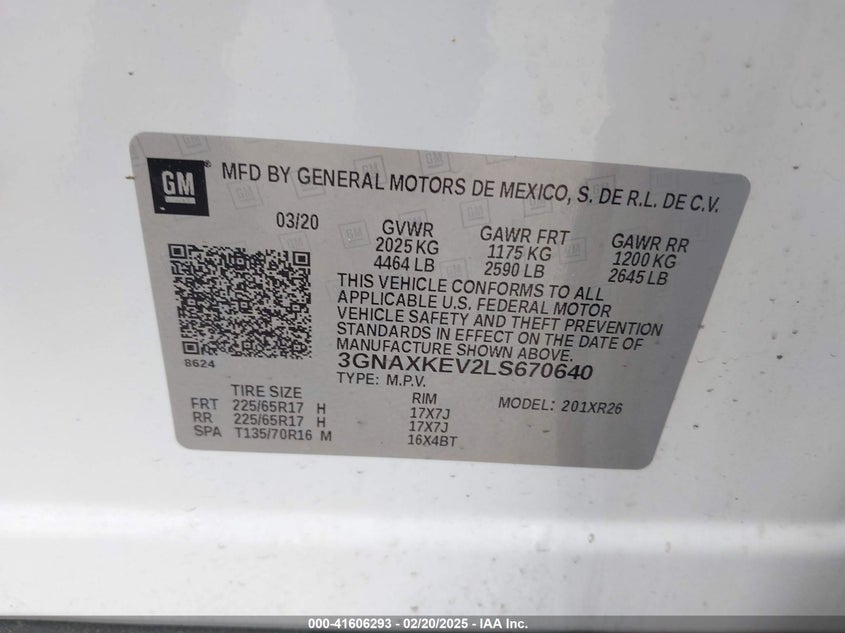 GM ® MFD BY GENERAL MOTORS DE MEXICO, S. DE R.L. DE C.V.
03/20 GVWR GAWR FRT GAWR RR
2025 KG 1175 KG 1200 KG
4464 LB 2590 LB 2645 LB
THIS VEHICLE CONFORMS TO ALL
APPLICABLE U.S. FEDERAL MOTOR
VEHICLE SAFETY AND THEFT PREVENTION
STANDARDS IN EFFECT ON THE DATE OF
MANUFACTURE SHOWN ABOVE.
8624 3GNAXKEV2LS670640
TYPE: M.P.V.
TIRE SIZE RIM MODEL: 201XR26
FRT 225/65R17 H 17X7J
RR 225/65R17 H 17X7J
SPA T135/70R16 M 16X4BT
000-41606293 - 02/20/2025 - IAA Inc.